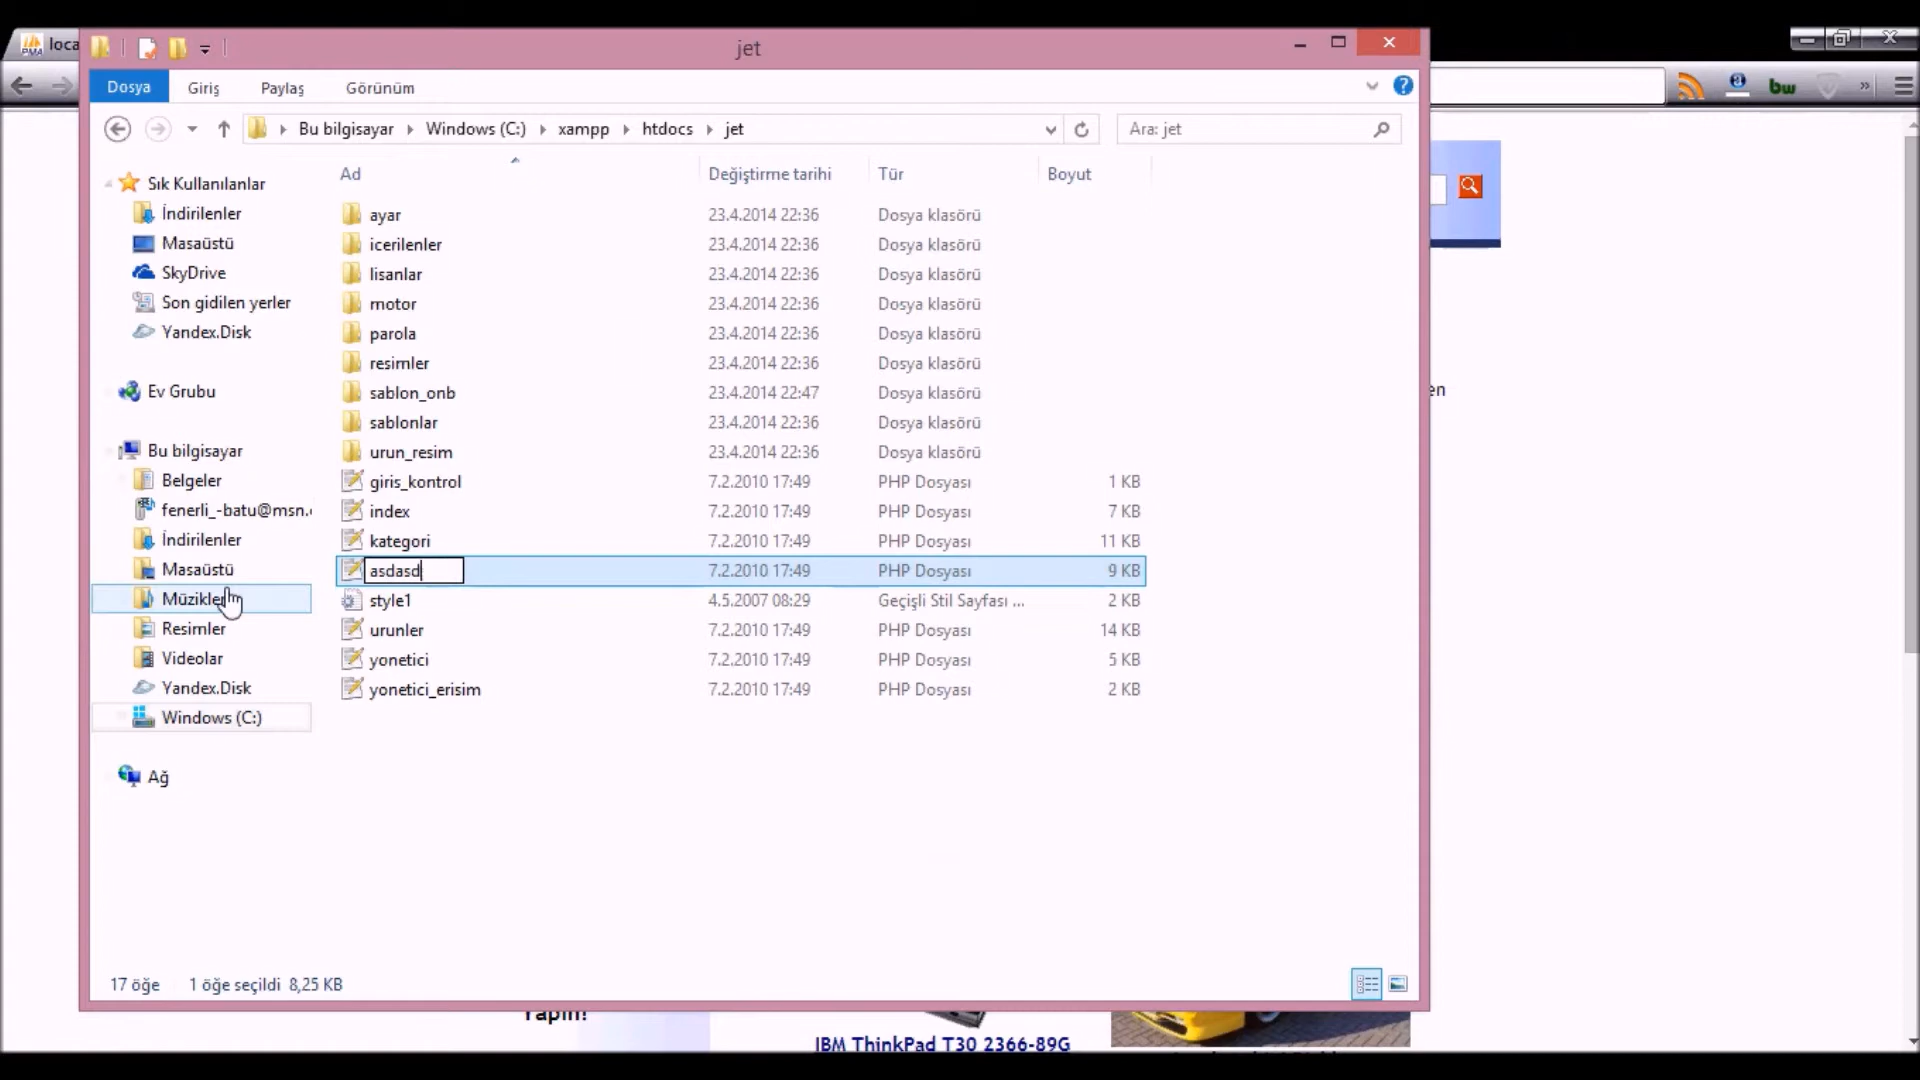 loca
jet
Dosya Giriş Paylaş Görünüm
Bu bilgisayar Windows (C:) xampp htdocs jet Ara: jet
bw
Ad Değiştirme tarihi Tür Boyut
Sık Kullanılanlar
İndirilenler
Masaüstü
SkyDrive
Son gidilen yerler
Yandex.Disk
Ev Grubu
Bu bilgisayar
Belgeler
fenerli_-batu@msn.
İndirilenler
Masaüstü
Müzikler
Resimler
Videolar
Yandex.Disk
Windows (C:)
Ağ
ayar 23.4.2014 22:36 Dosya klasörü
icerilenler 23.4.2014 22:36 Dosya klasörü
lisanlar 23.4.2014 22:36 Dosya klasörü
motor 23.4.2014 22:36 Dosya klasörü
parola 23.4.2014 22:36 Dosya klasörü
resimler 23.4.2014 22:36 Dosya klasörü
sablon_onb 23.4.2014 22:47 Dosya klasörü
sablonlar 23.4.2014 22:36 Dosya klasörü
urun_resim 23.4.2014 22:36 Dosya klasörü
giris_kontrol 7.2.2010 17:49 PHP Dosyası 1 KB
index 7.2.2010 17:49 PHP Dosyası 7 KB
kategori 7.2.2010 17:49 PHP Dosyası 11 KB
asdasd 7.2.2010 17:49 PHP Dosyası 9 KB
style1 4.5.2007 08:29 Geçişli Stil Sayfası ... 2 KB
urunler 7.2.2010 17:49 PHP Dosyası 14 KB
yonetici 7.2.2010 17:49 PHP Dosyası 5 KB
yonetici_erisim 7.2.2010 17:49 PHP Dosyası 2 KB
en
17 öğe 1 öğe seçildi 8,25 KB
Yapın!
IBM ThinkPad T30 2366-89G